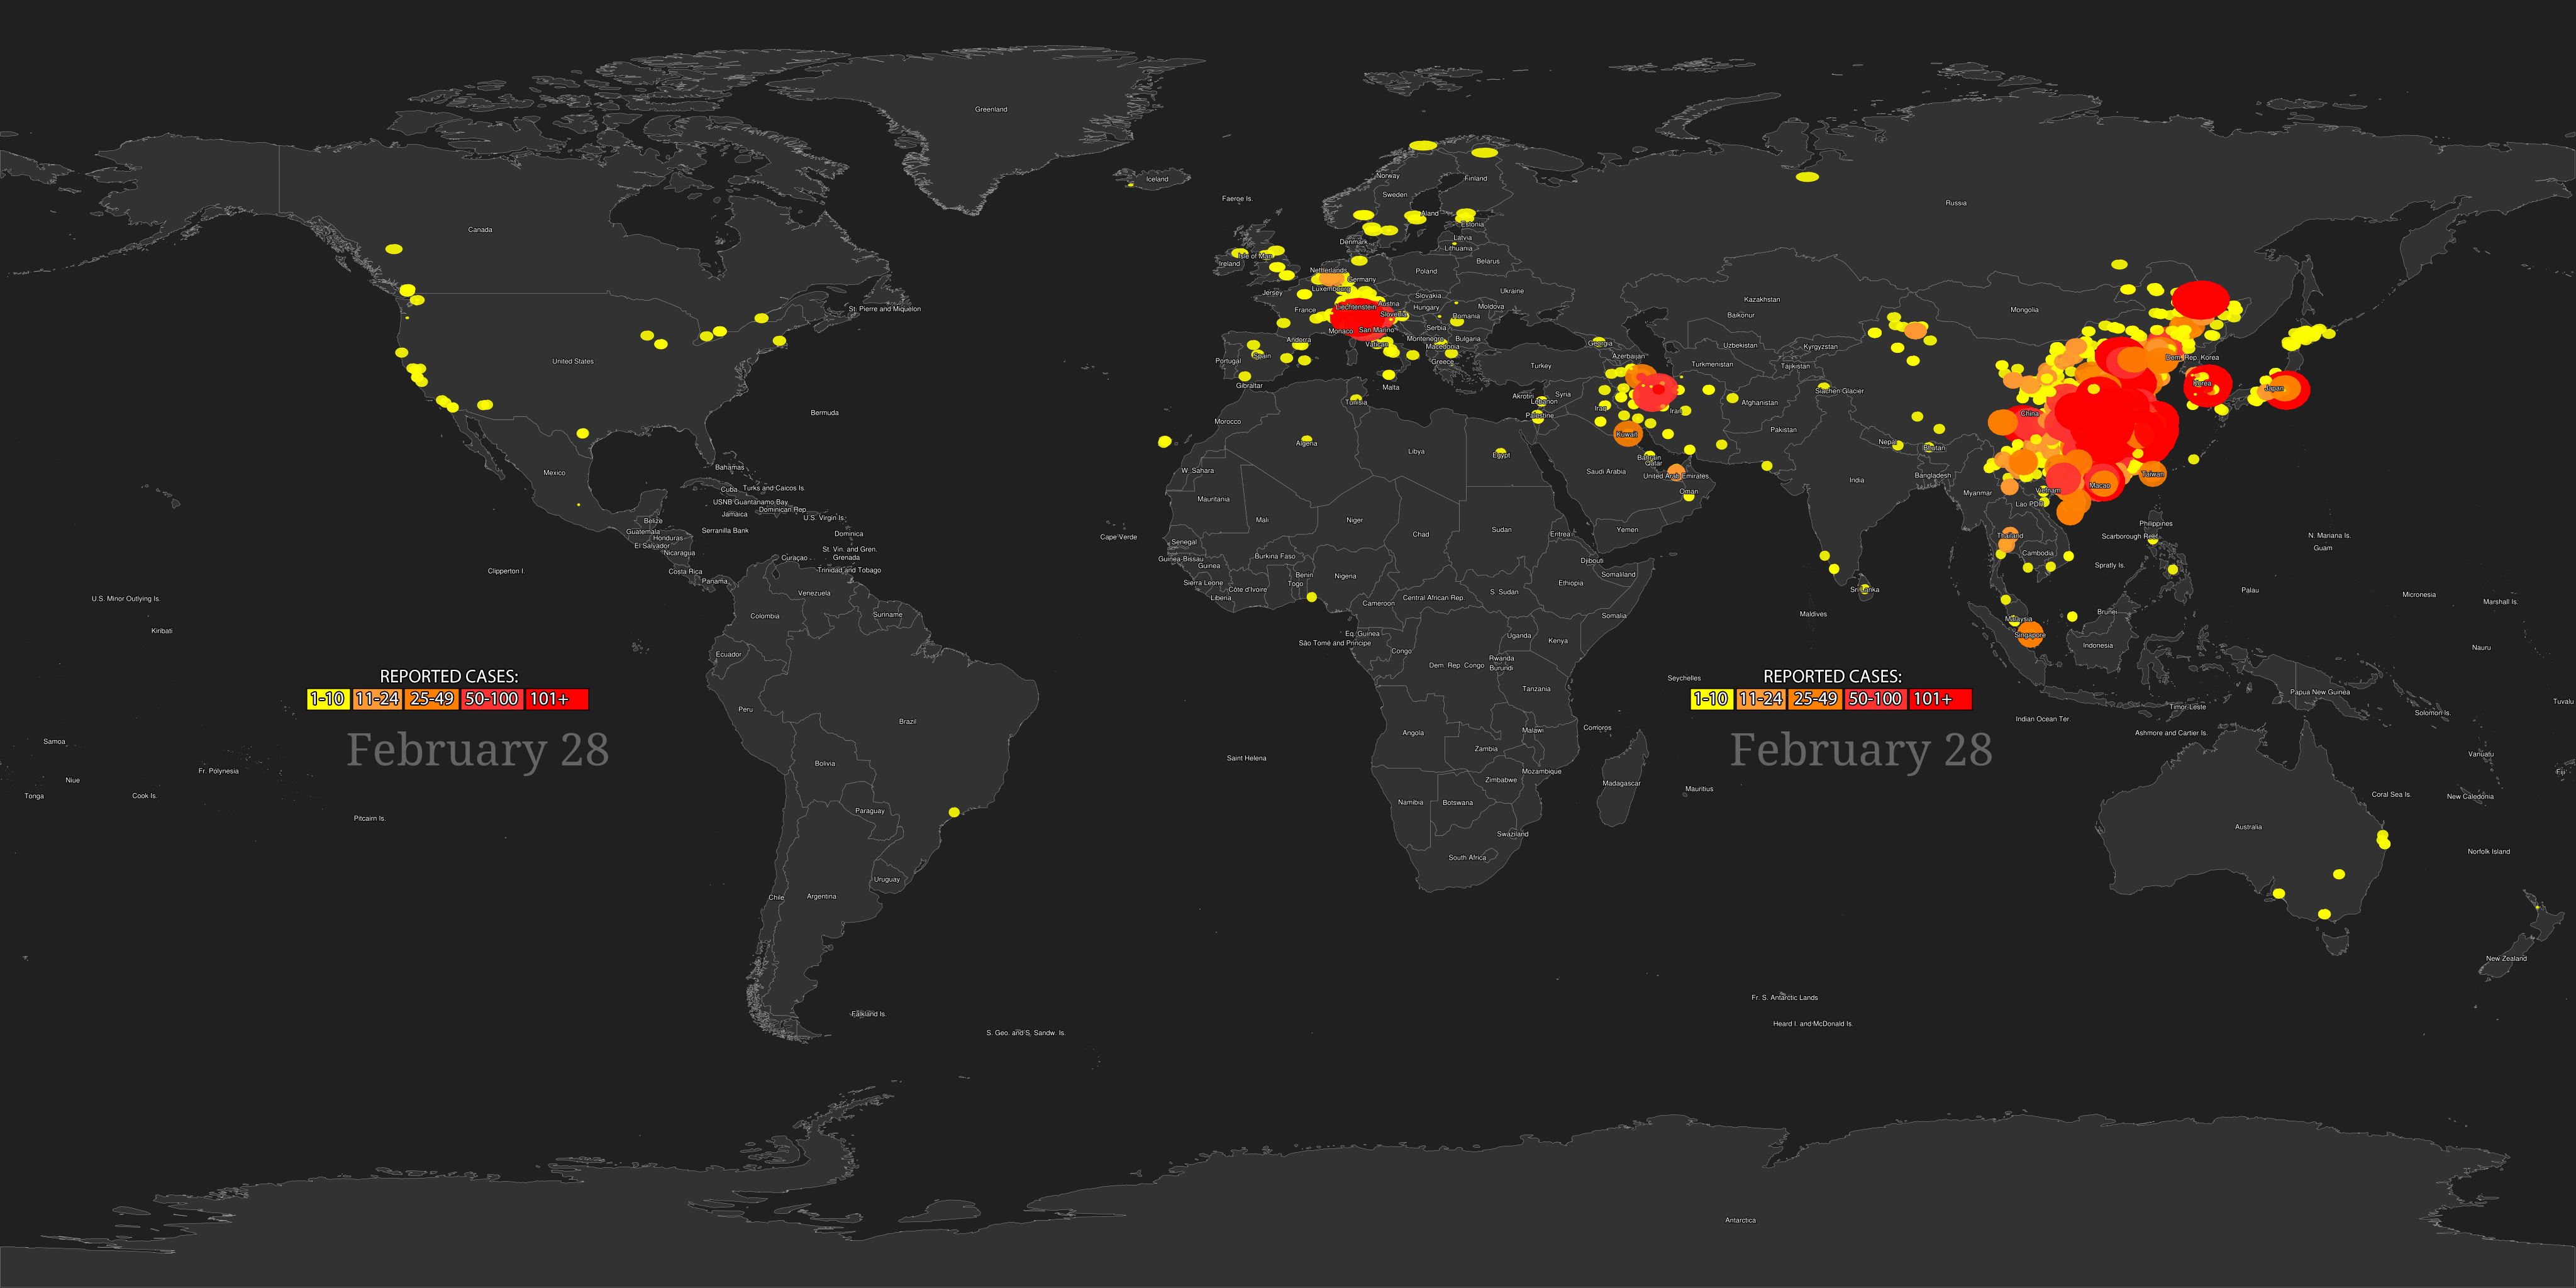 Greenland
Iceland
Norway
Finland
Sweden
Russia
Faeroe Is.
Aland
Estonia
Canada
Latvia
Denmark
Lithuania
Isle of Man
Ireland
Belarus
Netherlands
Poland
Germany
Luxembourg
Jersey
Slovakia
Ukraine
Kazakhstan
Austria
Liechtenstein
Hungary
Moldova
St. Pierre and Miquelon
France
Mongolia
Baikonur
Romania
Serbia
Monaco
San Marino
Andorra
Montenegro
Bulgaria
Vatican
Macedonia
Georgia
Uzbekistan
Kyrgyzstan
Spain
Azerbaijan
Dem. Rep. Korea
United States
Portugal
Greece
Turkey
Turkmenistan
Tajikistan
Gibraltar
Malta
Korea
Japan
Siachen Glacier
Akrotiri
Syria
Lebanon
Tunisia
Afghanistan
Bermuda
Iraq
Iran
China
Palestine
Morocco
Pakistan
Kuwait
Algeria
Nepal
Bhutan
Libya
Egypt
Bahrain
Qatar
Bahamas
Mexico
W. Sahara
Saudi Arabia
United Arab Emirates
Bangladesh
Taiwan
India
Cuba
Turks and Caicos Is.
Oman
Myanmar
Vietnam
Macao
Mauritania
USNB Guantanamo Bay
Dominican Rep.
Lao PDR
Jamaica
U.S. Virgin Is.
Belize
Mali
Niger
Sudan
Yemen
Philippines
Guatemala
Serranilla Bank
Honduras
Dominica
Cape Verde
Chad
Eritrea
Thailand
Scarborough Reef
N. Mariana Is.
El Salvador
Senegal
Guam
Nicaragua
St. Vin. and Gren.
Grenada
Curaçao
Guinea-Bissau
Burkina Faso
Cambodia
Guinea
Djibouti
Spratly Is.
Clipperton I.
Costa Rica
Trinidad and Tobago
Benin
Nigeria
Somaliland
Panama
Sierra Leone
Togo
Ethiopia
Côte d'Ivoire
Sri Lanka
Palau
Venezuela
Liberia
Central African Rep.
S. Sudan
Micronesia
U.S. Minor Outlying Is.
Cameroon
Marshall Is.
Colombia
Suriname
Somalia
Maldives
Brunei
Malaysia
Kiribati
Eq. Guinea
Uganda
Singapore
São Tomé and Principe
Kenya
Indonesia
Nauru
Ecuador
Congo
Rwanda
Dem. Rep. Congo
Burundi
REPORTED CASES:
1-10 11-24 25-49 50-100 101+
February 28
REPORTED CASES:
1-10 11-24 25-49 50-100 101+
February 28
Seychelles
Tanzania
Papua New Guinea
Tuvalu
Peru
Timor-Leste
Solomon Is.
Brazil
Indian Ocean Ter.
Comoros
Angola
Malawi
Ashmore and Cartier Is.
Samoa
Zambia
Vanuatu
Saint Helena
Bolivia
Fr. Polynesia
Mozambique
Fiji
Niue
Zimbabwe
Madagascar
Mauritius
Tonga
Cook Is.
Coral Sea Is.
New Caledonia
Namibia
Botswana
Paraguay
Pitcairn Is.
Australia
Swaziland
Norfolk Island
South Africa
Uruguay
Chile
Argentina
New Zealand
Fr. S. Antarctic Lands
Falkland Is.
Heard I. and McDonald Is.
S. Geo. and S. Sandw. Is.
Antarctica